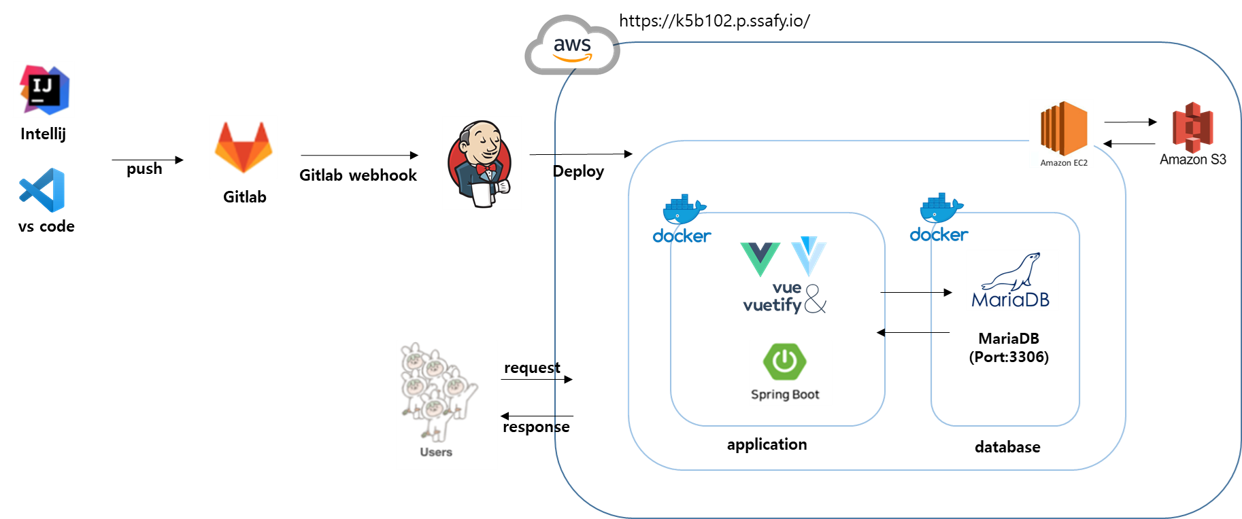 https://k5b102.p.ssafy.io/
aws
IJ
Intellij
push
vs code
Gitlab
Gitlab webhook
Deploy
Amazon EC2
Amazon S3
docker
docker
vue
vuetify &
MariaDB
MariaDB
(Port:3306)
Spring Boot
request
response
Users
application
database